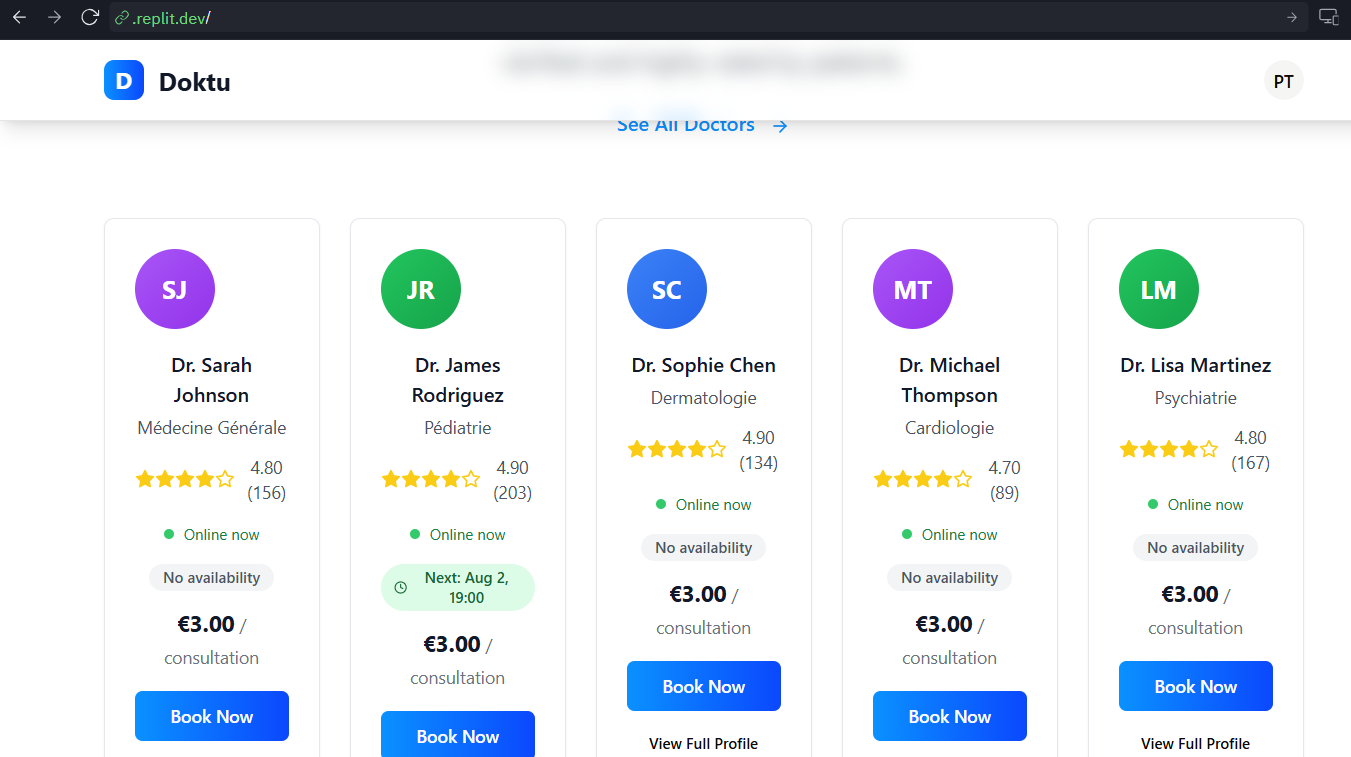 .replit.dev/
D Doktu
PT
See All Doctors →
SJ
Dr. Sarah
Johnson
Médecine Générale
4.80
(156)
Online now
No availability
€3.00 /
consultation
Book Now
JR
Dr. James
Rodriguez
Pédiatrie
4.90
(203)
Online now
Next: Aug 2,
19:00
€3.00 /
consultation
Book Now
SC
Dr. Sophie Chen
Dermatologie
4.90
(134)
Online now
No availability
€3.00 /
consultation
Book Now
View Full Profile
MT
Dr. Michael
Thompson
Cardiologie
4.70
(89)
Online now
No availability
€3.00 /
consultation
Book Now
LM
Dr. Lisa Martinez
Psychiatrie
4.80
(167)
Online now
No availability
€3.00 /
consultation
Book Now
View Full Profile